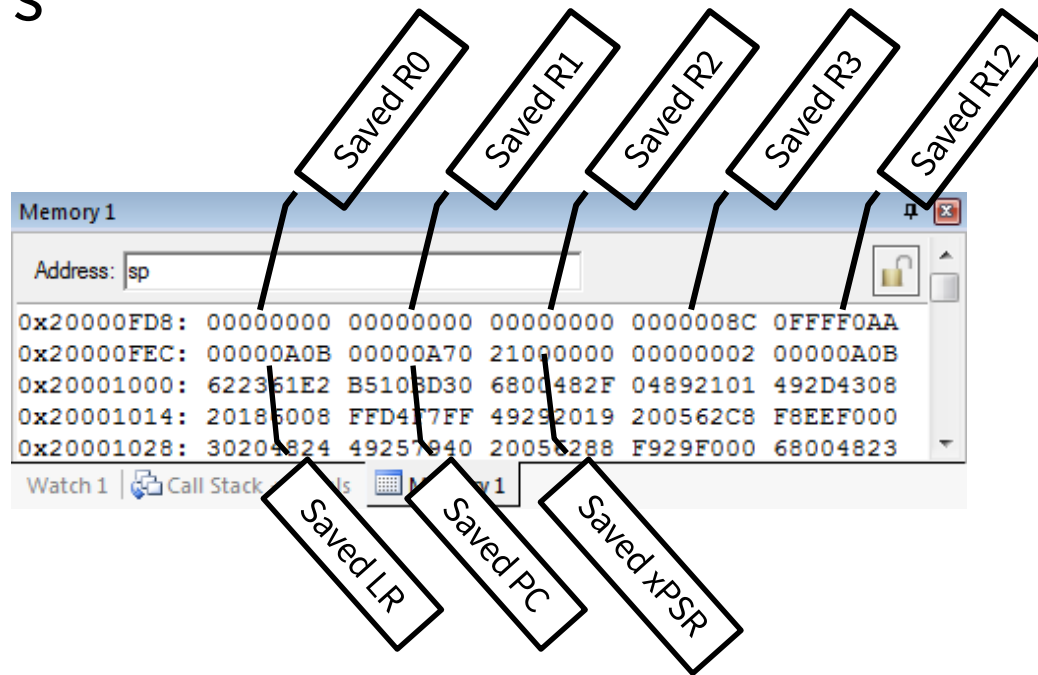 s
Saved R0
Saved R1
Saved R2
Saved R3
Saved R12
Memory 1
Address: sp
0x20000FD8: 00000000 00000000 00000000 0000008C 0FFFF0AA
0x20000FEC: 00000A0B 00000A70 21000000 00000002 00000A0B
0x20001000: 622361E2 B510BD30 6800482F 04892101 492D4308
0x20001014: 20186008 FFD4F7FF 49292019 200562C8 F8EEF000
0x20001028: 30204824 49257940 20056288 F929F000 68004823
Watch 1 Call Stack Memory 1
Saved LR
Saved PC
Saved xPSR